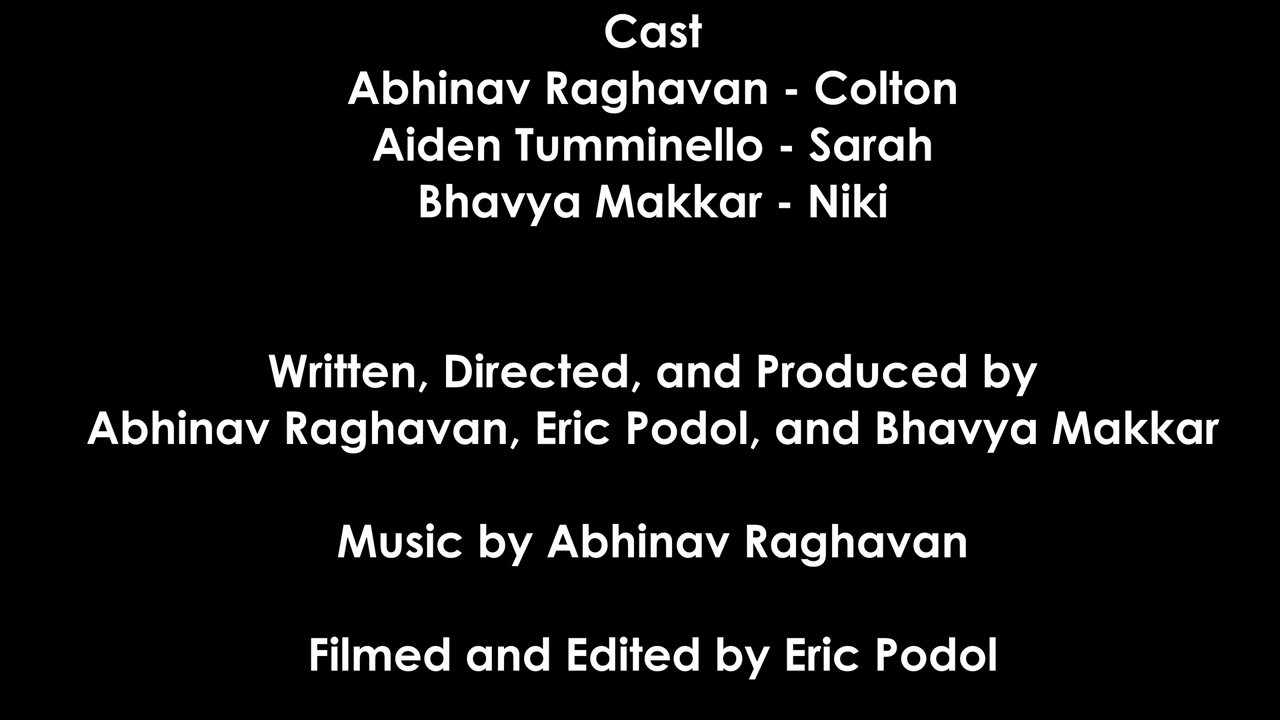 Cast
Abhinav Raghavan - Colton
Aiden Tumminello - Sarah
Bhavya Makkar - Niki
Written, Directed, and Produced by
Abhinav Raghavan, Eric Podol, and Bhavya Makkar
Music by Abhinav Raghavan
Filmed and Edited by Eric Podol